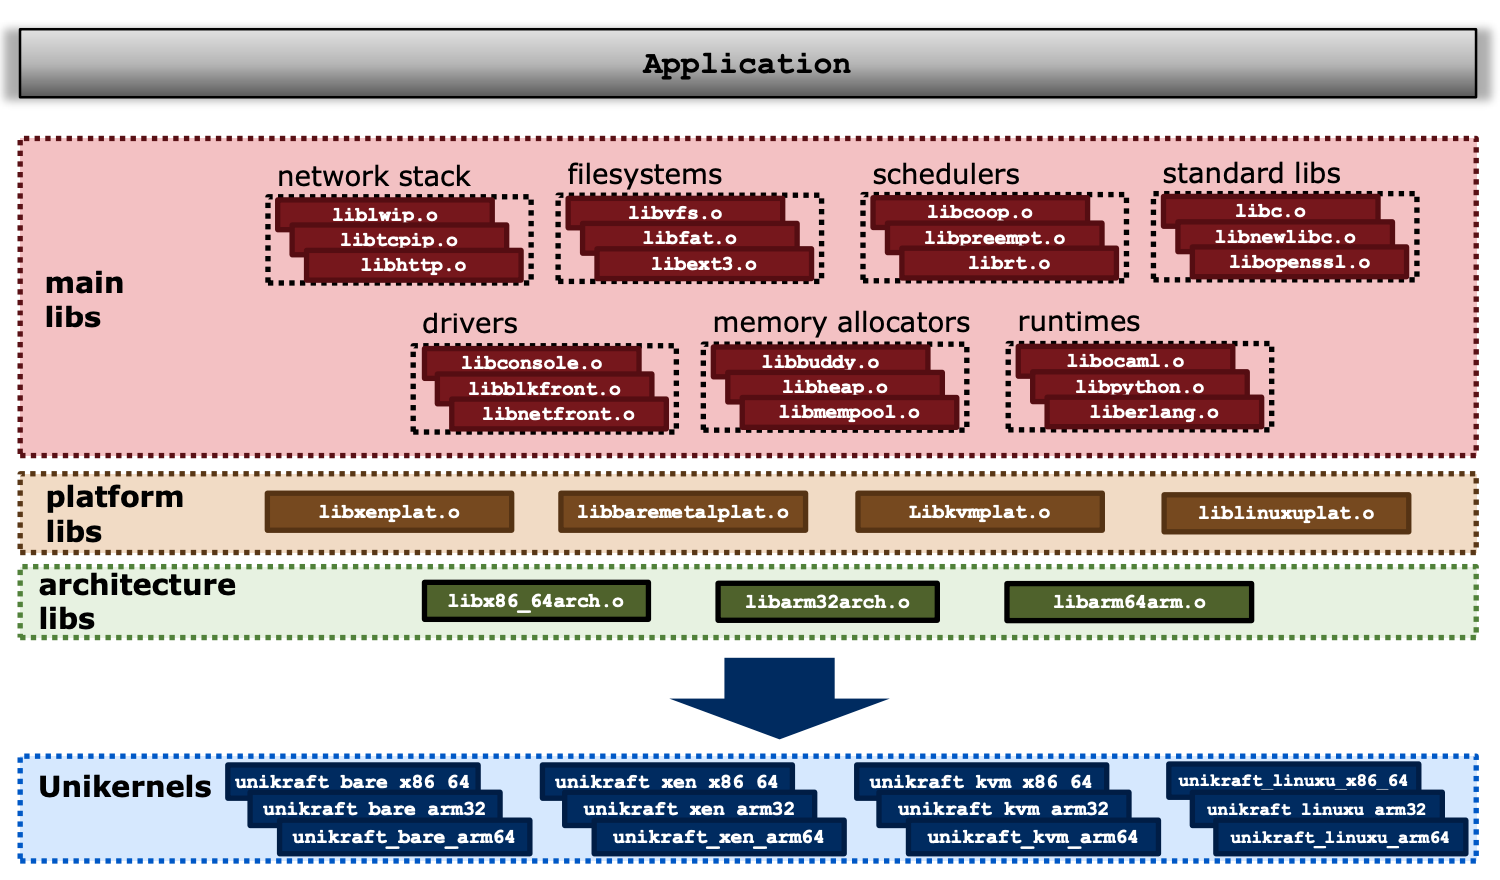 Application
main
libs
network stack
liblwip.o
libtcpip.o
libhttp.o
filesystems
libvfs.o
libfat.o
libext3.o
schedulers
libcoop.o
libpreempt.o
librt.o
standard libs
libc.o
libnewlibc.o
libopenssl.o
drivers
libconsole.o
libblkfront.o
libnetfront.o
memory allocators
libbuddy.o
libheap.o
libmempool.o
runtimes
libocaml.o
libpython.o
liberlang.o
platform
libs
libxenplat.o
libbaremetalplat.o
Libkvmplat.o
liblinuxuplat.o
architecture
libs
libx86_64arch.o
libarm32arch.o
libarm64arm.o
Unikernels
unikraft_bare_x86_64
unikraft_bare_arm32
unikraft_bare_arm64
unikraft_xen_x86_64
unikraft_xen_arm32
unikraft_xen_arm64
unikraft_kvm_x86_64
unikraft_kvm_arm32
unikraft_kvm_arm64
unikraft_linuxu_x86_64
unikraft_linuxu_arm32
unikraft_linuxu_arm64